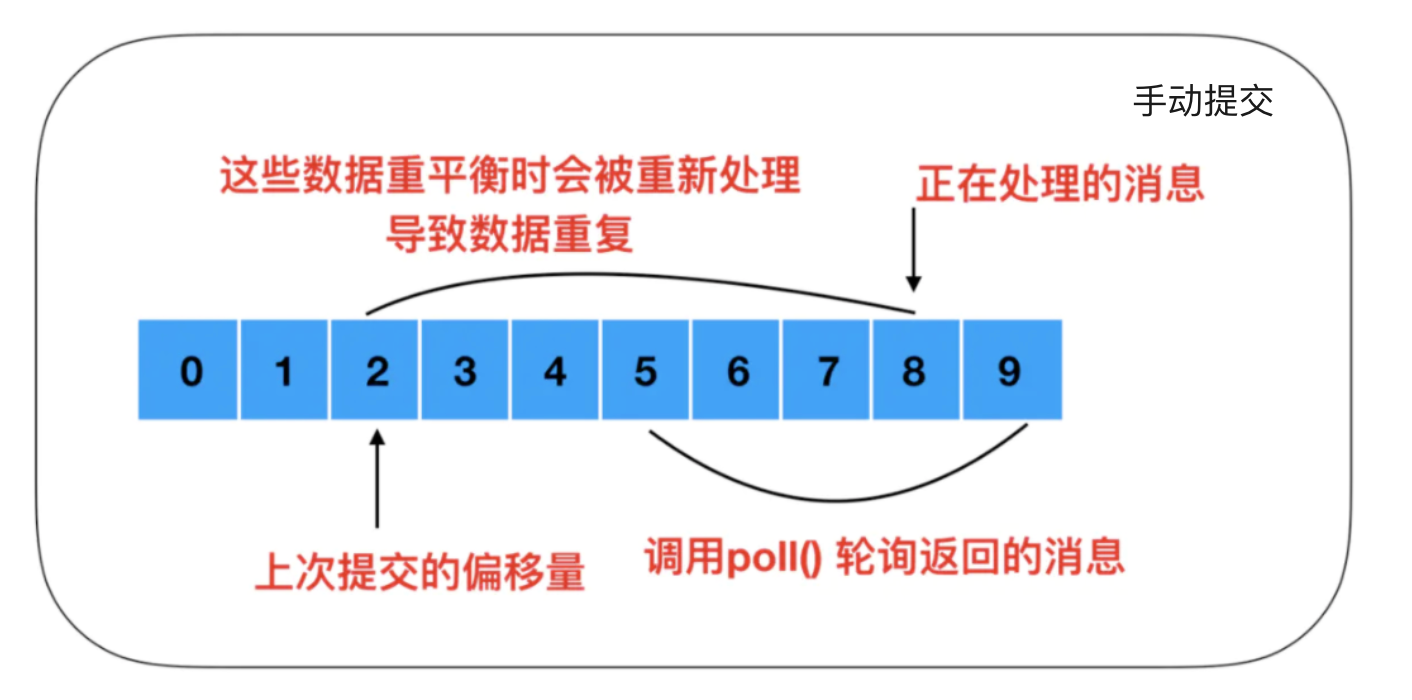 手动提交
这些数据重平衡时会被重新处理
导致数据重复
正在处理的消息
0 1 2 3 4 5 6 7 8 9
上次提交的偏移量
调用poll() 轮询返回的消息